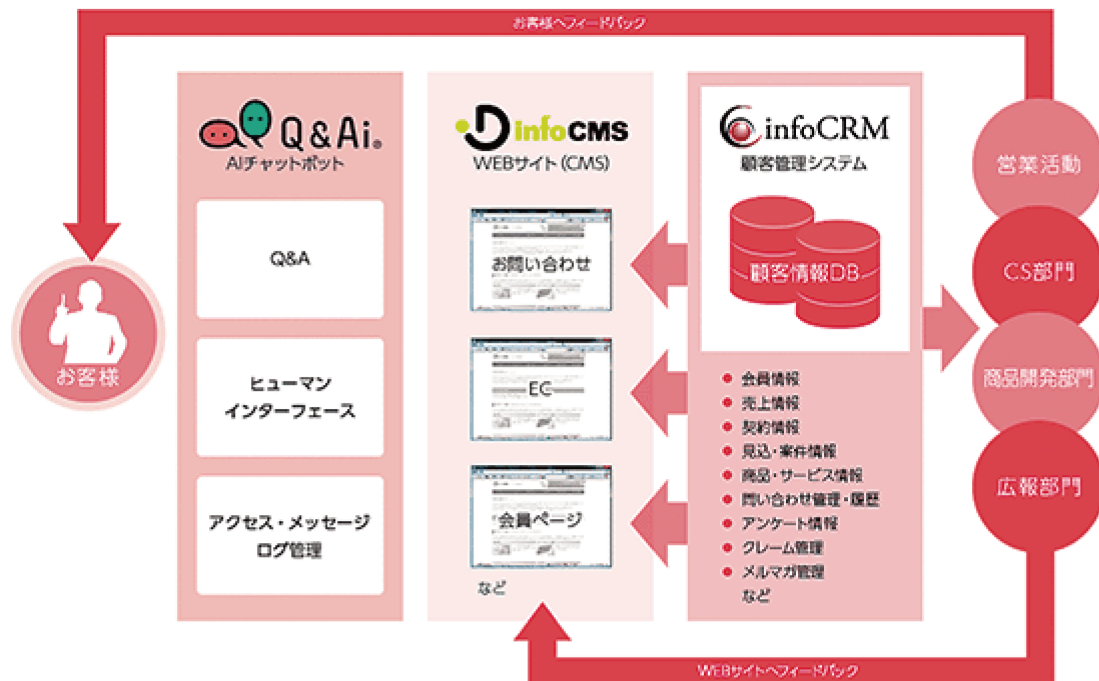 お客様へフィードバック
Q&Ai®
AIチャットボット
Q&A
ヒューマン
インターフェース
アクセス・メッセージ
ログ管理
infoCMS
WEBサイト(CMS)
お問い合わせ
EC
会員ページ
など
infoCRM
顧客管理システム
顧客情報DB
会員情報
売上情報
契約情報
見込・案件情報
商品・サービス情報
問い合わせ管理・履歴
アンケート情報
クレーム管理
メルマガ管理
など
営業活動
CS部門
商品開発部門
広報部門
お客様
WEBサイトへフィードバック